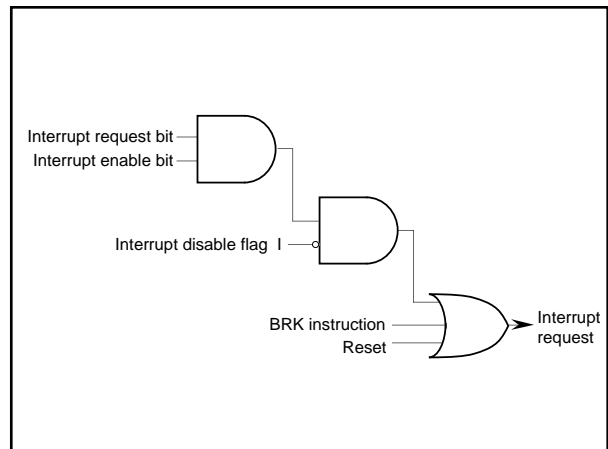 Interrupt request bit
Interrupt enable bit
Interrupt disable flag I
BRK instruction
Reset
Interrupt
request